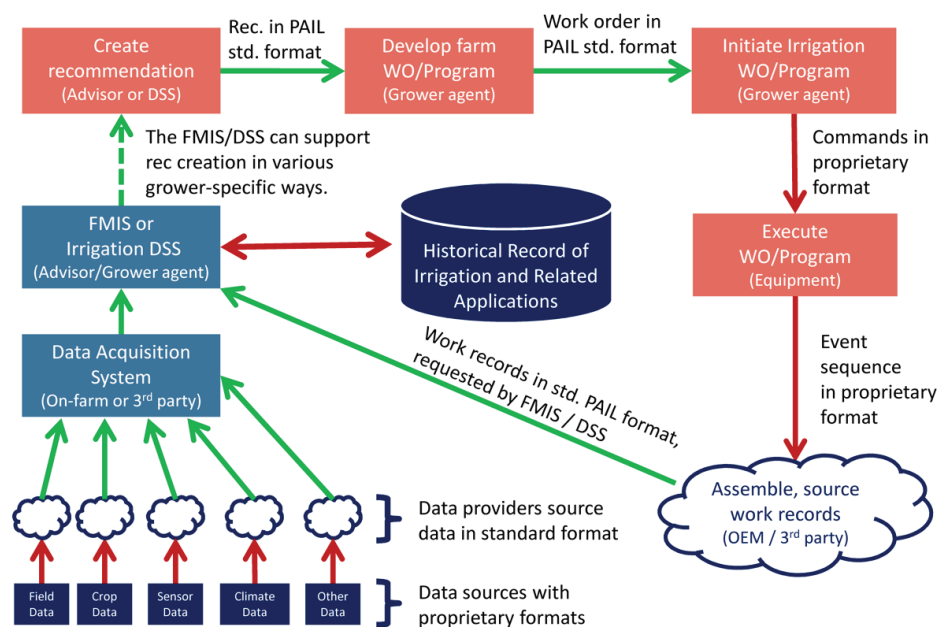 Create
recommendation
(Advisor or DSS)
Rec. in PAIL
std. format
Develop farm
WO/Program
(Grower agent)
Work order in
PAIL std. format
Initiate Irrigation
WO/Program
(Grower agent)
The FMIS/DSS can support
rec creation in various
grower-specific ways.
Commands in
proprietary
format
FMIS or
Irrigation DSS
(Advisor/Grower agent)
Historical Record of
Irrigation and Related
Applications
Execute
WO/Program
(Equipment)
Data Acquisition
System
(On-farm or 3rd party)
Work records in std. PAIL format,
requested by FMIS / DSS
Event
sequence
in proprietary
format
Assemble, source
work records
(OEM / 3rd party)
Data providers source
data in standard format
Field
Data
Crop
Data
Sensor
Data
Climate
Data
Other
Data
Data sources with
proprietary formats